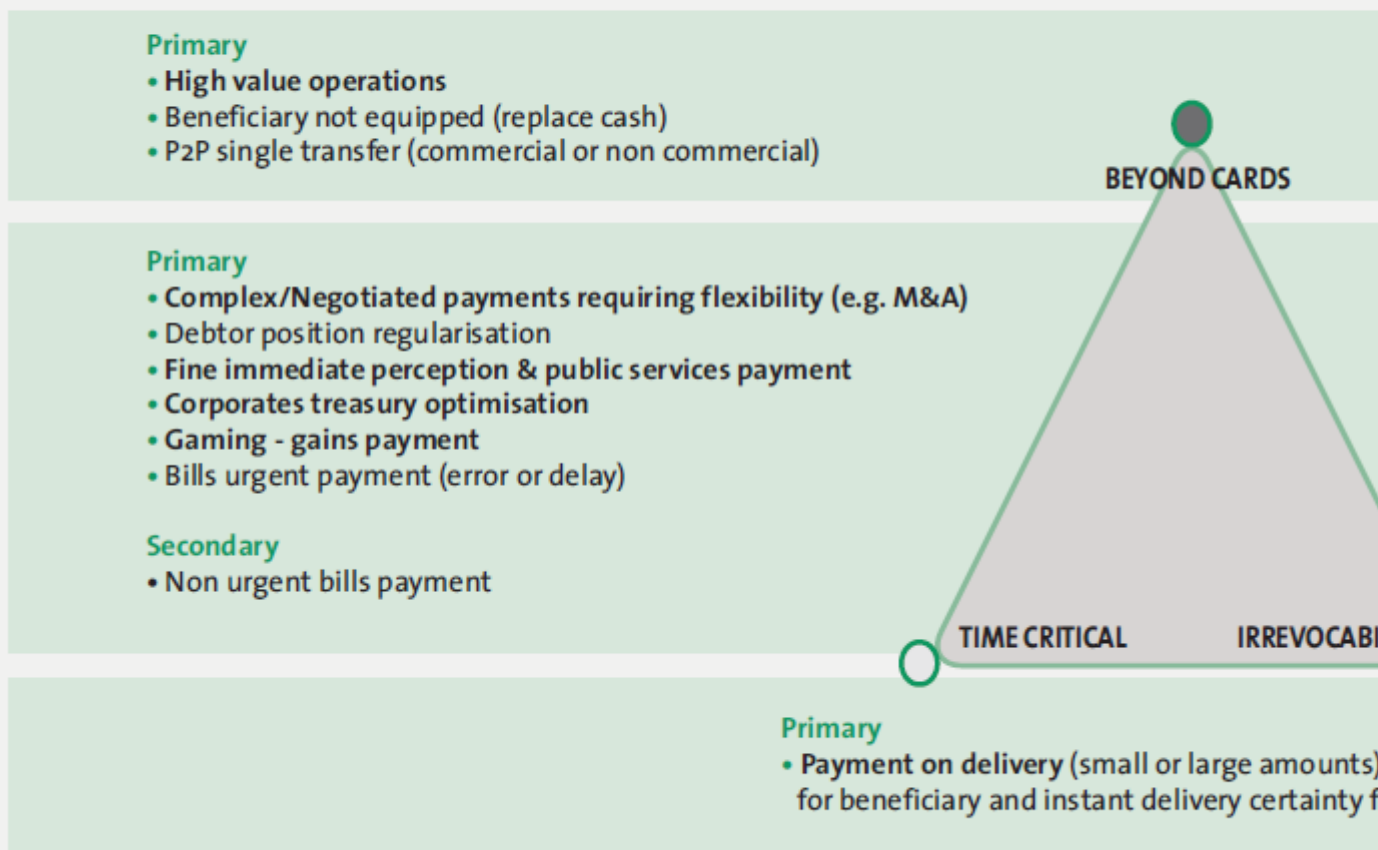 Primary
• High value operations
• Beneficiary not equipped (replace cash)
• P2P single transfer (commercial or non commercial)
BEYOND CARDS
Primary
• Complex/Negotiated payments requiring flexibility (e.g. M&A)
• Debtor position regularisation
• Fine immediate perception & public services payment
• Corporates treasury optimisation
• Gaming - gains payment
• Bills urgent payment (error or delay)
Secondary
• Non urgent bills payment
TIME CRITICAL
Primary
• Payment on delivery (small or large amounts)
for beneficiary and instant delivery certainty